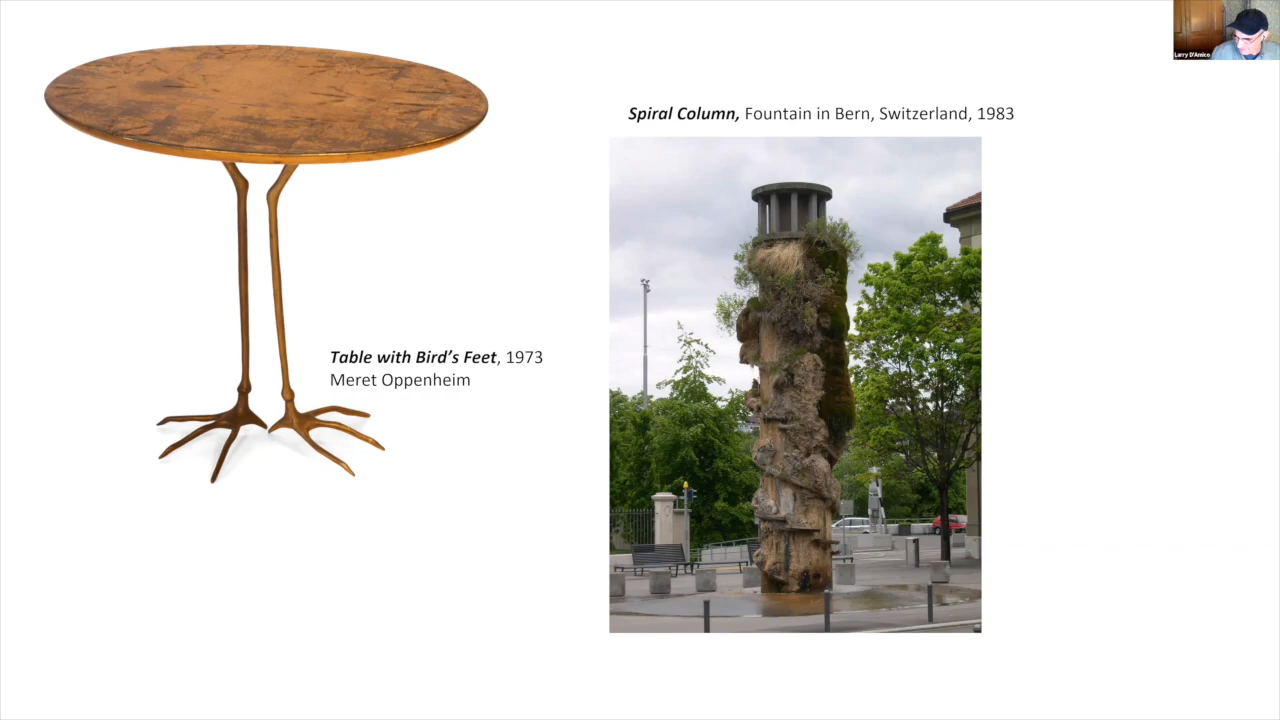 Larry D'Amico
Spiral Column, Fountain in Bern, Switzerland, 1983
Table with Bird’s Feet, 1973
Meret Oppenheim